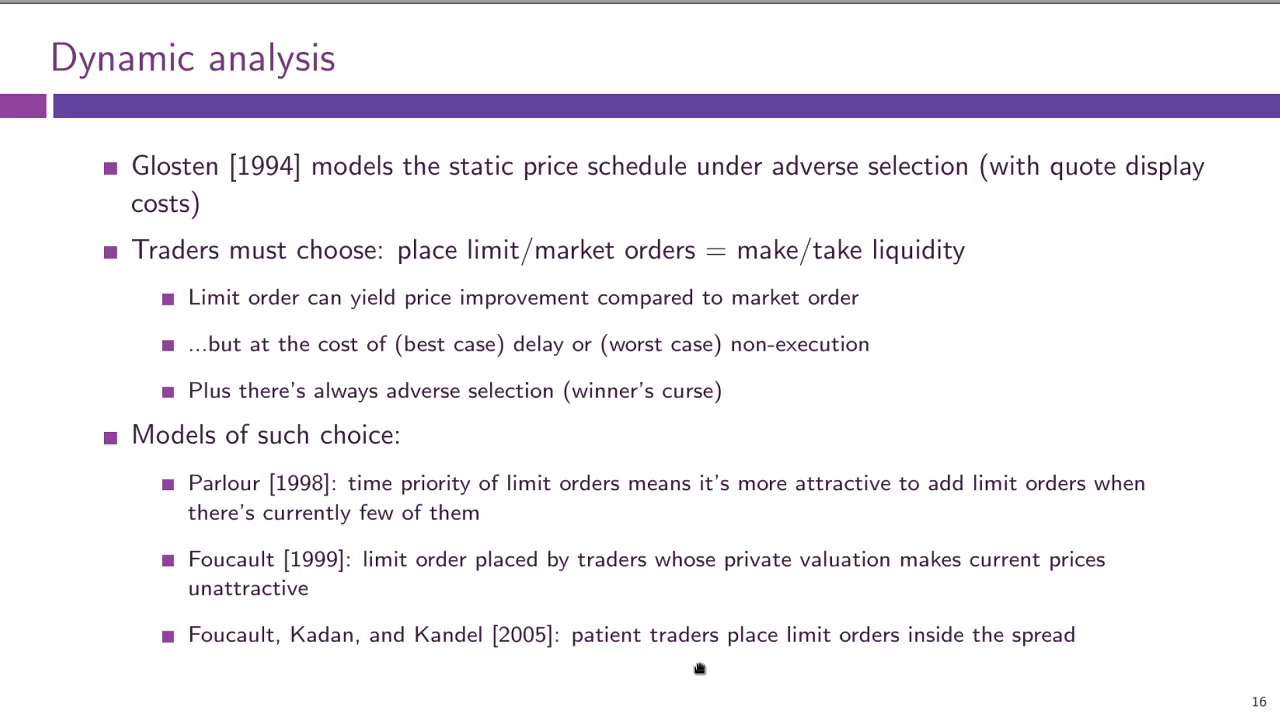 Dynamic analysis
Glosten [1994] models the static price schedule under adverse selection (with quote display
costs)
Traders must choose: place limit/market orders = make/take liquidity
Limit order can yield price improvement compared to market order
...but at the cost of (best case) delay or (worst case) non-execution
Plus there's always adverse selection (winner's curse)
Models of such choice:
Parlour [1998]: time priority of limit orders means it's more attractive to add limit orders when
there's currently few of them
Foucault [1999]: limit order placed by traders whose private valuation makes current prices
unattractive
Foucault, Kadan, and Kandel [2005]: patient traders place limit orders inside the spread
16